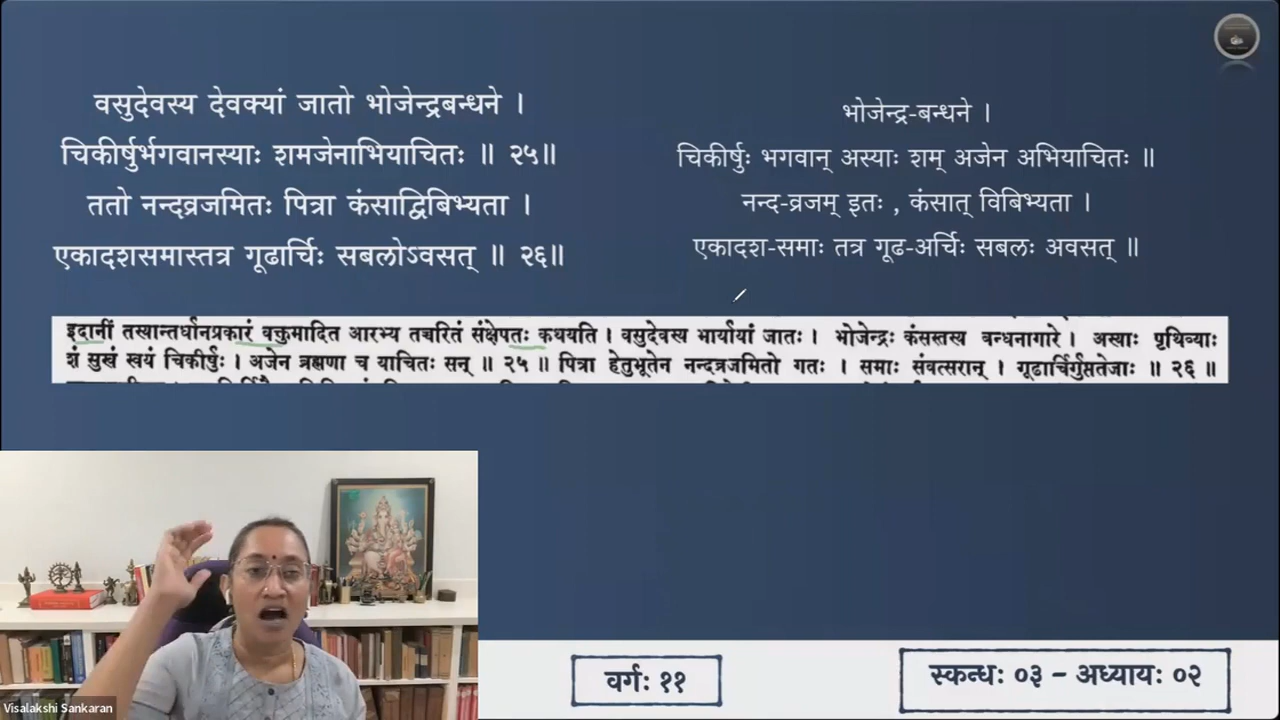 वसुदेवस्य देवक्यां जातो भोजेन्द्रबन्धने ।
चिकीर्षुर्भगवानस्याः शमजेनाभियाचितः ॥ २५॥
ततो नन्दव्रजमितः पित्रा कंसाद्विबिभ्यता ।
एकादशसमास्तत्र गूढार्चिः सबलोऽवसत् ॥ २६॥
भोजेन्द्र-बन्धने ।
चिकीर्षुः भगवान् अस्याः शम् अजेन अभियाचितः ॥
नन्द-व्रजम् इतः , कंसात् विबिभ्यता ।
एकादश-समाः तत्र गूढ-अर्चिः सबलः अवसत् ॥
इदानीं तस्यान्तर्धानप्रकारं वक्तुमादित आरभ्य तच्चरितं संक्षेपतः कथयति । वसुदेवस्य भार्यायां जातः । भोजेन्द्रः कंसस्तस्य बन्धनागारे । अस्याः पृथिव्याः
शं सुखं स्वयं चिकीर्षुः । अजेन ब्रह्मणा च याचितः सन् ॥ २५ ॥ पित्रा हेतुभूतेन नन्दव्रजमितो गतः । समाः संवत्सरान् । गूढार्चिर्गुप्ततेजाः ॥ २६ ॥
Visalakshi Sankaran
वर्गः ११
स्कन्धः ०३ - अध्यायः ०२